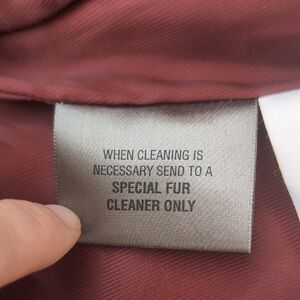 WHEN CLEANING IS
NECESSARY SEND TO A
SPECIAL FUR
CLEANER ONLY